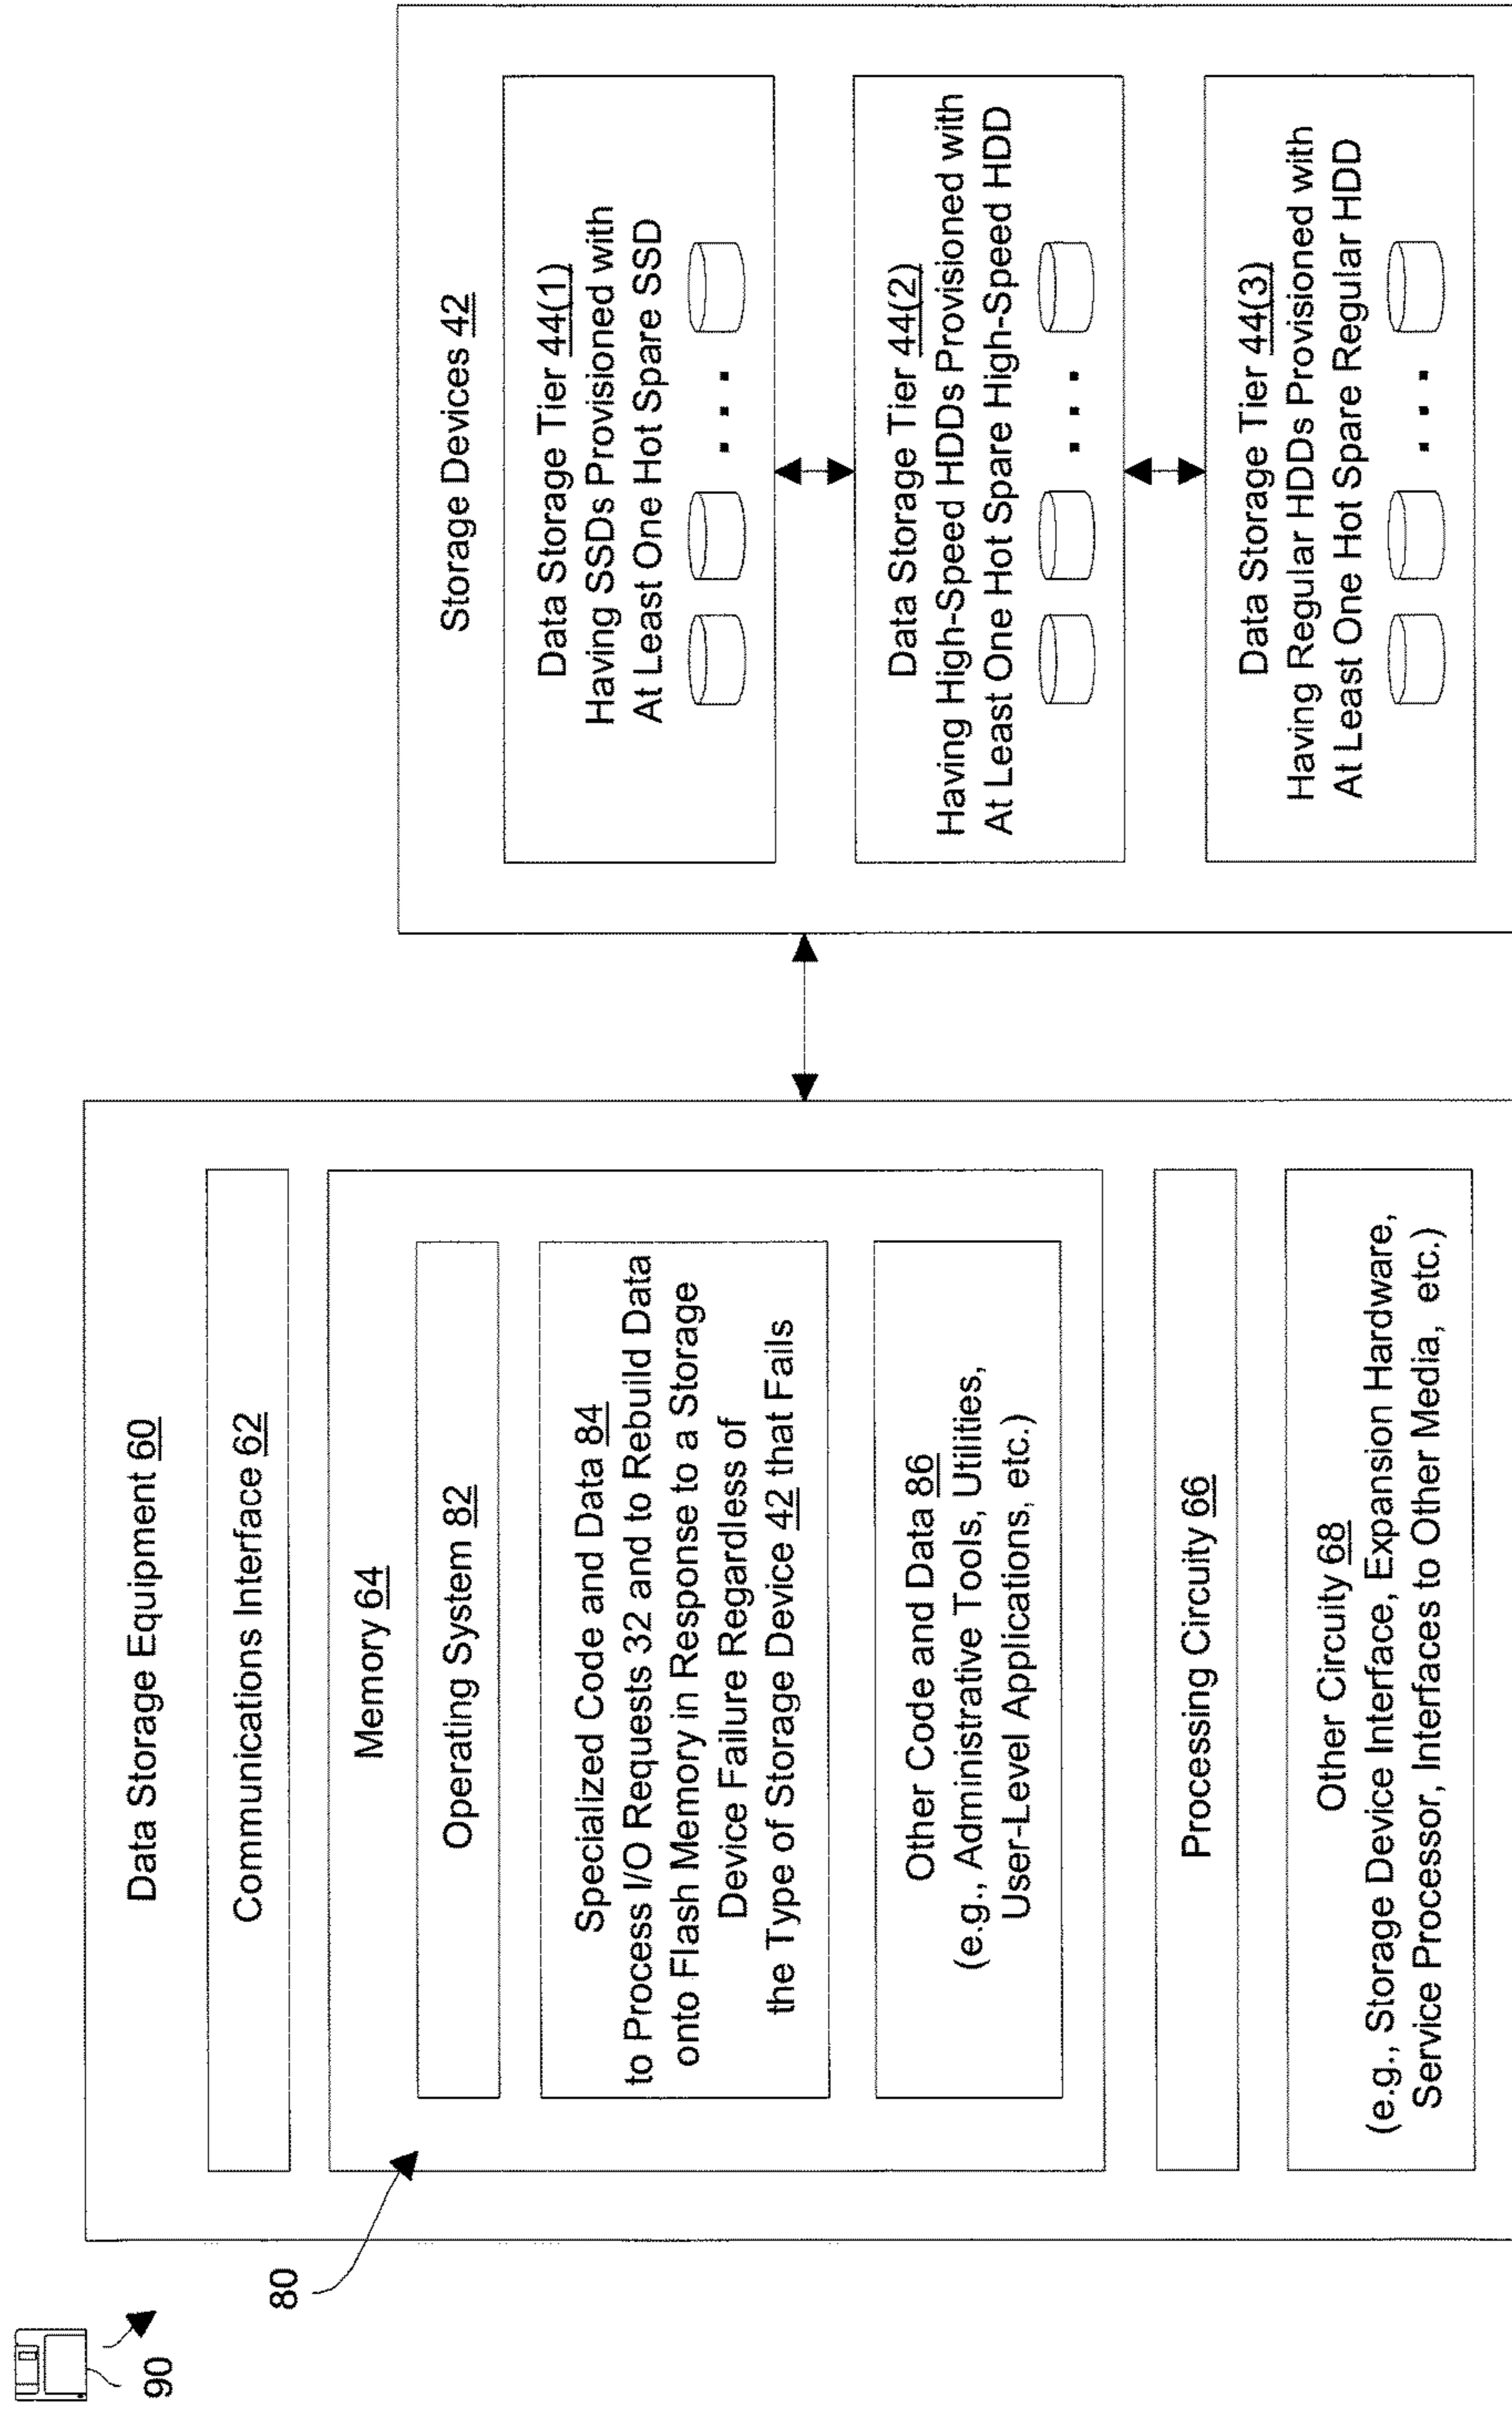 90
80
Data Storage Equipment 60
Communications Interface 62
Memory 64
Operating System 82
Specialized Code and Data 84
to Process I/O Requests 32 and to Rebuild Data
onto Flash Memory in Response to a Storage
Device Failure Regardless of
the Type of Storage Device 42 that Fails
Other Code and Data 86
(e.g., Administrative Tools, Utilities,
User-Level Applications, etc.)
Processing Circuity 66
Other Circuity 68
(e.g., Storage Device Interface, Expansion Hardware,
Service Processor, Interfaces to Other Media, etc.)
Storage Devices 42
Data Storage Tier 44(1)
Having SSDs Provisioned with
At Least One Hot Spare SSD
Data Storage Tier 44(2)
Having High-Speed HDDs Provisioned with
At Least One Hot Spare High-Speed HDD
Data Storage Tier 44(3)
Having Regular HDDs Provisioned with
At Least One Hot Spare Regular HDD